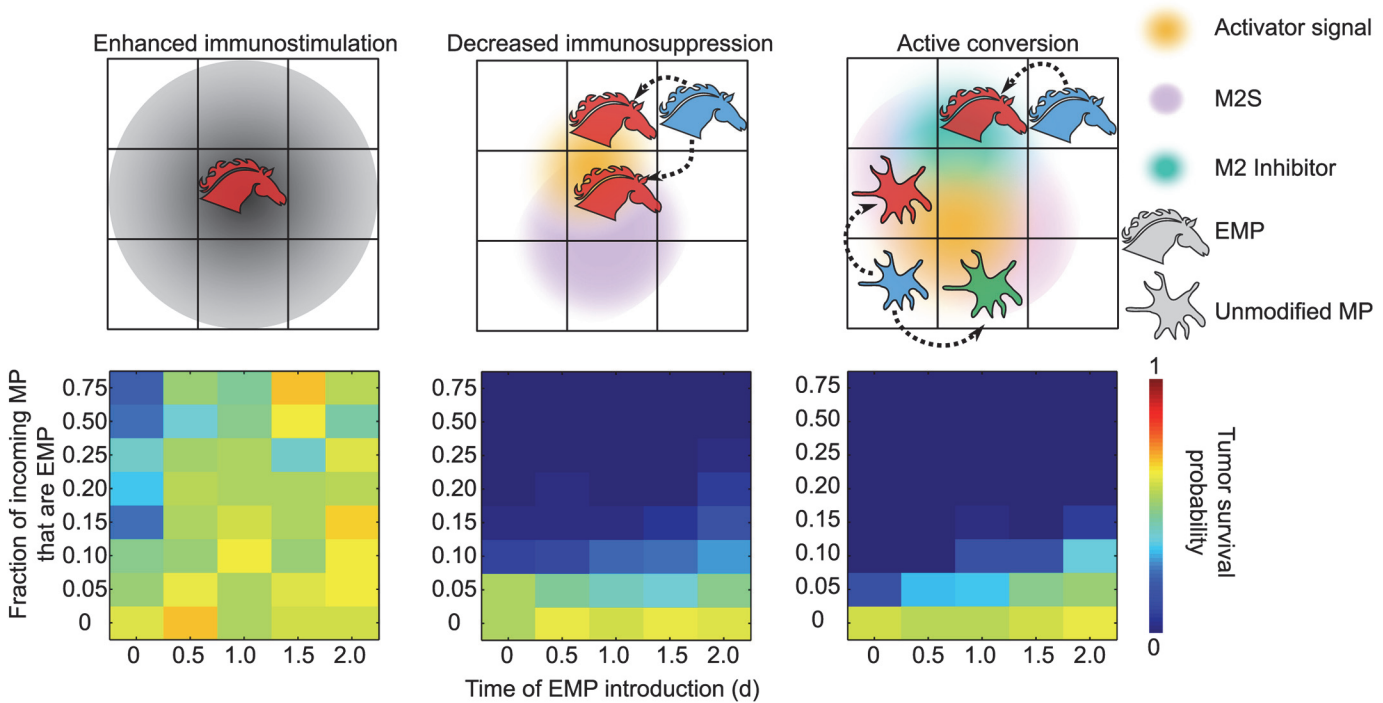 Enhanced immunostimulation
Decreased immunosuppression
Active conversion
Activator signal
M2S
M2 Inhibitor
EMP
Unmodified MP
Fraction of incoming MP
that are EMP
0.75
0.50
0.25
0.20
0.15
0.10
0.05
0
0 0.5 1.0 1.5 2.0
0.75
0.50
0.25
0.20
0.15
0.10
0.05
0
0 0.5 1.0 1.5 2.0
0.75
0.50
0.25
0.20
0.15
0.10
0.05
0
0 0.5 1.0 1.5 2.0
Time of EMP introduction (d)
1
0
Tumor survival
probability